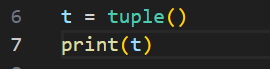 6 t = tuple()
7 print(t)